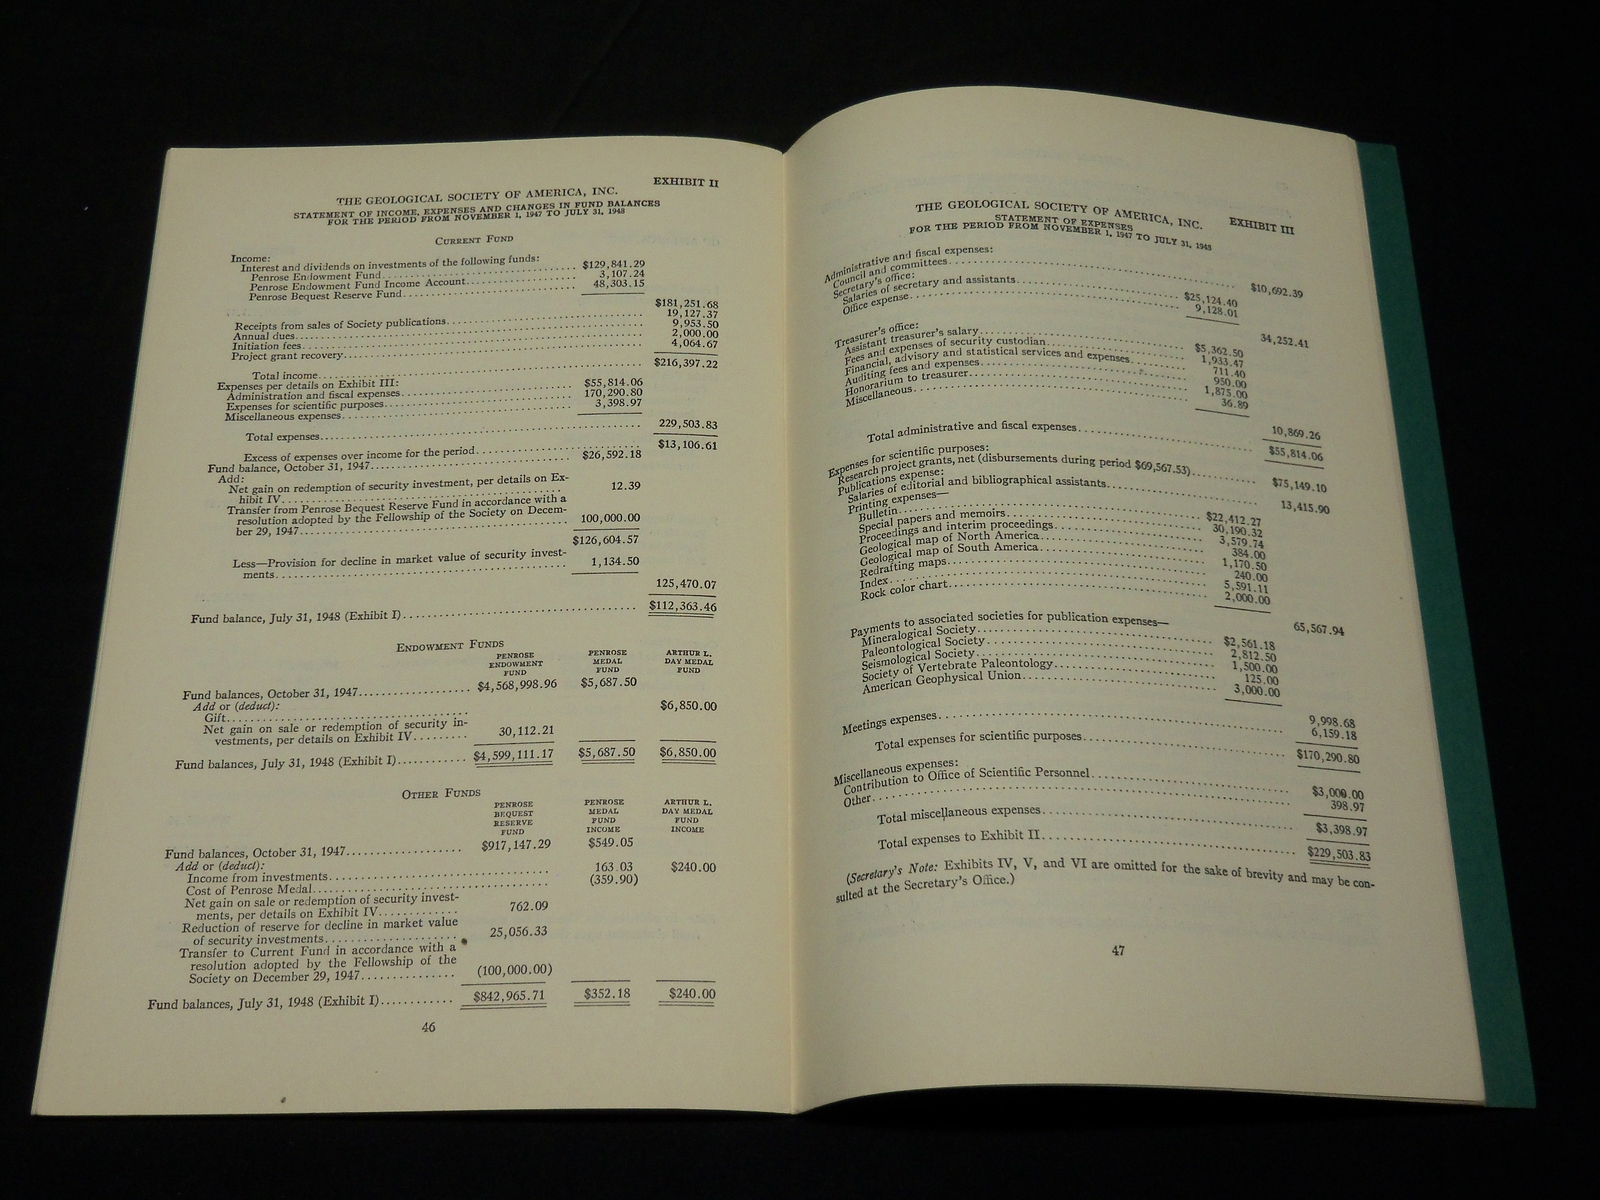 EXHIBIT II
THE GEOLOGICAL SOCIETY OF AMERICA, INC.
STATEMENT OF INCOME, EXPENSES AND CHANGES IN FUND BALANCES
FOR THE PERIOD FROM NOVEMBER 1, 1947 TO JULY 31, 1948
CURRENT FUND
Income:
Interest and dividends on investments of the following funds:
Penrose Endowment Fund $129,841.29
Penrose Endowment Fund Income Account 3,107.24
Penrose Bequest Reserve Fund 48,303.15
$181,251.68
Receipts from sales of Society publications 19,127.37
Annual dues 9,953.50
Initiation fees 2,000.00
Project grant recovery 4,064.67
Total income $216,397.22
Expenses per details on Exhibit III:
Administration and fiscal expenses $55,814.06
Expenses for scientific purposes 170,290.80
Miscellaneous expenses 3,398.97
Total expenses 229,503.83
Excess of expenses over income for the period $13,106.61
Fund balance, October 31, 1947 $26,592.18
Add:
Net gain on redemption of security investment, per details on Ex-
hibit IV 12.39
Transfer from Penrose Bequest Reserve Fund in accordance with a
resolution adopted by the Fellowship of the Society on Decem-
ber 29, 1947 100,000.00
$126,604.57
Less—Provision for decline in market value of security invest-
ments 1,134.50
125,470.07
Fund balance, July 31, 1948 (Exhibit I) $112,363.46
ENDOWMENT FUNDS
PENROSE ENDOWMENT FUND PENROSE MEDAL FUND ARTHUR L. DAY MEDAL FUND
Fund balances, October 31, 1947 $4,568,998.96 $5,687.50
Add or (deduct):
Gift $6,850.00
Net gain on sale or redemption of security in-
vestments, per details on Exhibit IV 30,112.21
Fund balances, July 31, 1948 (Exhibit I) $4,599,111.17 $5,687.50 $6,850.00
OTHER FUNDS
PENROSE BEQUEST RESERVE FUND PENROSE MEDAL FUND INCOME ARTHUR L. DAY MEDAL FUND INCOME
Fund balances, October 31, 1947 $917,147.29 $549.05
Add or (deduct):
Income from investments 163.03 $240.00
Cost of Penrose Medal (359.90)
Net gain on sale or redemption of security invest-
ments, per details on Exhibit IV 762.09
Reduction of reserve for decline in market value
of security investments 25,056.33
Transfer to Current Fund in accordance with a
resolution adopted by the Fellowship of the
Society on December 29, 1947 (100,000.00)
Fund balances, July 31, 1948 (Exhibit I) $842,965.71 $352.18 $240.00
46
EXHIBIT III
THE GEOLOGICAL SOCIETY OF AMERICA, INC.
STATEMENT OF EXPENSES
FOR THE PERIOD FROM NOVEMBER 1, 1947 TO JULY 31, 1948
Administrative and fiscal expenses:
Council and committees $10,692.39
Secretary's office:
Salaries of secretary and assistants $25,124.40
Office expense 9,128.01
34,252.41
Treasurer's office:
Assistant treasurer's salary $5,362.50
Fees and expenses of security custodian 1,933.47
Financial, advisory and statistical services and expenses 711.40
Auditing fees and expenses 950.00
Honorarium to treasurer 1,875.00
Miscellaneous 36.89
10,869.26
Total administrative and fiscal expenses $55,814.06
Expenses for scientific purposes:
Research project grants, net (disbursements during period $69,567.53) $75,149.10
Publications expense:
Salaries of editorial and bibliographical assistants 13,415.90
Printing expenses—
Bulletin $22,412.27
Special papers and memoirs 30,190.32
Proceedings and interim proceedings 3,579.74
Geological map of North America 384.00
Geological map of South America 1,170.50
Redrafting maps 240.00
Index 5,591.11
Rock color chart 2,000.00
65,567.94
Payments to associated societies for publication expenses—
Mineralogical Society $2,561.18
Paleontological Society 2,812.50
Seismological Society 1,500.00
Society of Vertebrate Paleontology 125.00
American Geophysical Union 3,000.00
9,998.68
Meetings expenses 6,159.18
Total expenses for scientific purposes $170,290.80
Miscellaneous expenses:
Contribution to Office of Scientific Personnel $3,000.00
Other 398.97
Total miscellaneous expenses $3,398.97
Total expenses to Exhibit II $229,503.83
(Secretary's Note: Exhibits IV, V, and VI are omitted for the sake of brevity and may be con-
sulted at the Secretary's Office.)
47